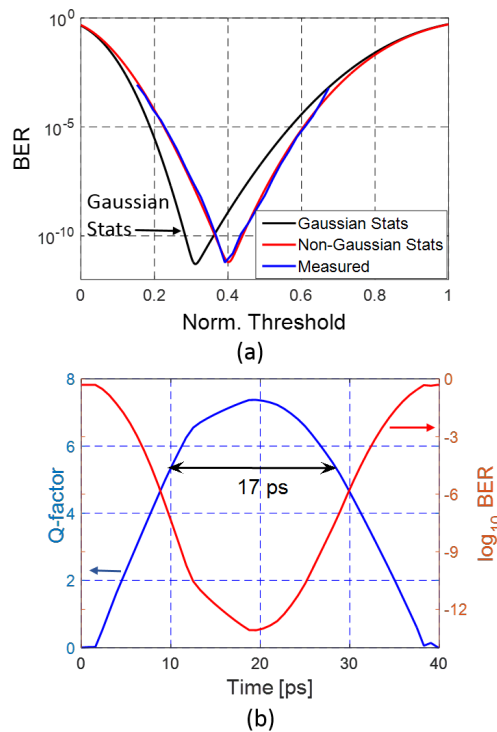 (a)
10^0
10^-5
10^-10
BER
Gaussian
Stats
Gaussian Stats
Non-Gaussian Stats
Measured
0 0.2 0.4 0.6 0.8 1
Norm. Threshold
(a)
8
6
4
2
0
Q-factor
17 ps
0
-3
-6
-9
-12
log10 BER
0 10 20 30 40
Time [ps]
(b)